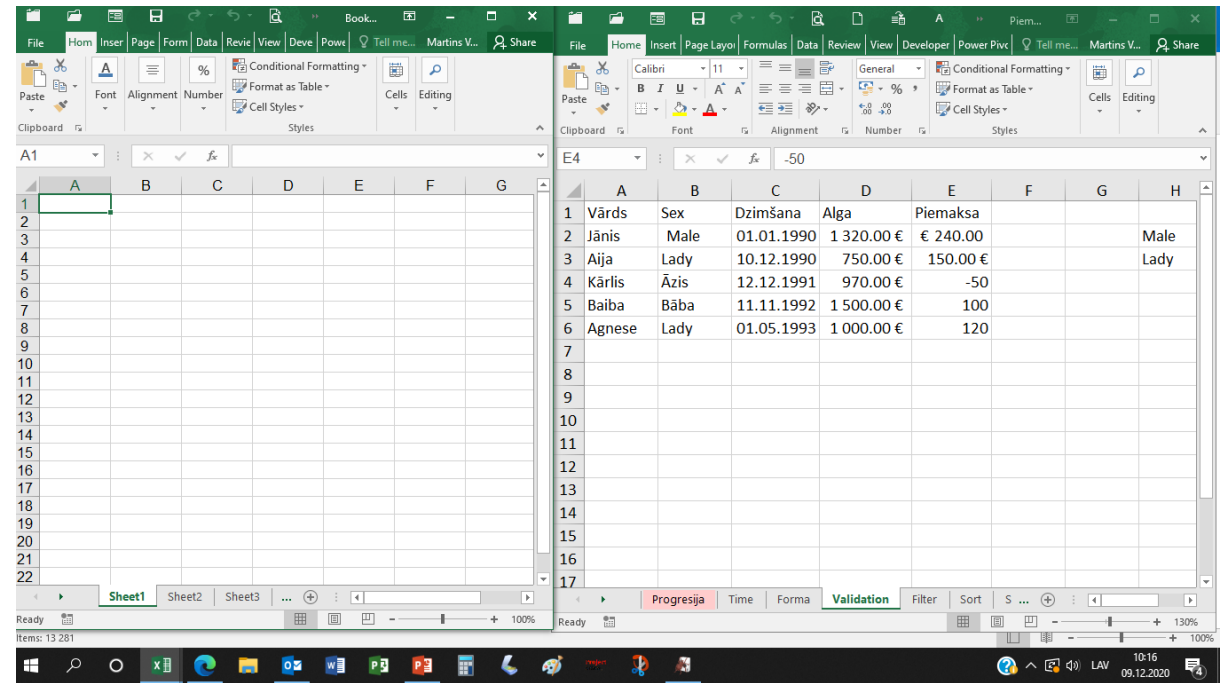 Book...
File Hom Inser Page Form Data Revie View Deve Powe Tell me... Martins V... Share
Paste Font Alignment Number Conditional Formatting Format as Table Cell Styles Cells Editing
Clipboard Styles
A1 fx
A B C D E F G
1
2
3
4
5
6
7
8
9
10
11
12
13
14
15
16
17
18
19
20
21
22
Sheet1 Sheet2 Sheet3 ...
Ready 100%
Items: 13 281
Piem...
File Home Insert Page Layou Formulas Data Review View Developer Power Pivc Tell me... Martins V... Share
Paste Calibri 11 General Conditional Formatting
B I U A A % Format as Table Cells Editing
A Cell Styles
Clipboard Font Alignment Number Styles
E4 fx -50
A B C D E F G H
1 Vārds Sex Dzimšana Alga Piemaksa
2 Jānis Male 01.01.1990 1 320.00 € € 240.00 Male
3 Aija Lady 10.12.1990 750.00 € 150.00 € Lady
4 Kārlis Āzis 12.12.1991 970.00 € -50
5 Baiba Bāba 11.11.1992 1 500.00 € 100
6 Agnese Lady 01.05.1993 1 000.00 € 120
7
8
9
10
11
12
13
14
15
16
17
Progresija Time Forma Validation Filter Sort S ...
Ready 130%
100%
LAV 10:16
09.12.2020